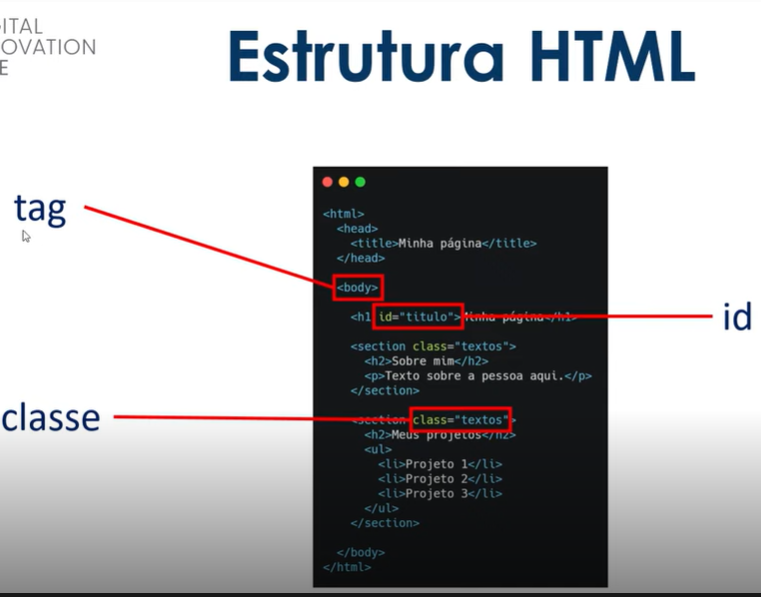 ITAL
OVATION
E
Estrutura HTML
tag
<html>
<head>
<title>Minha página</title>
</head>
<body>
<h1 id="titulo">Minha página</h1>
id
<section class="textos">
<h2>Sobre mim</h2>
<p>Texto sobre a pessoa aqui.</p>
</section>
classe
<section class="textos">
<h2>Meus projetos</h2>
<ul>
<li>Projeto 1</li>
<li>Projeto 2</li>
<li>Projeto 3</li>
</ul>
</section>
</body>
</html>